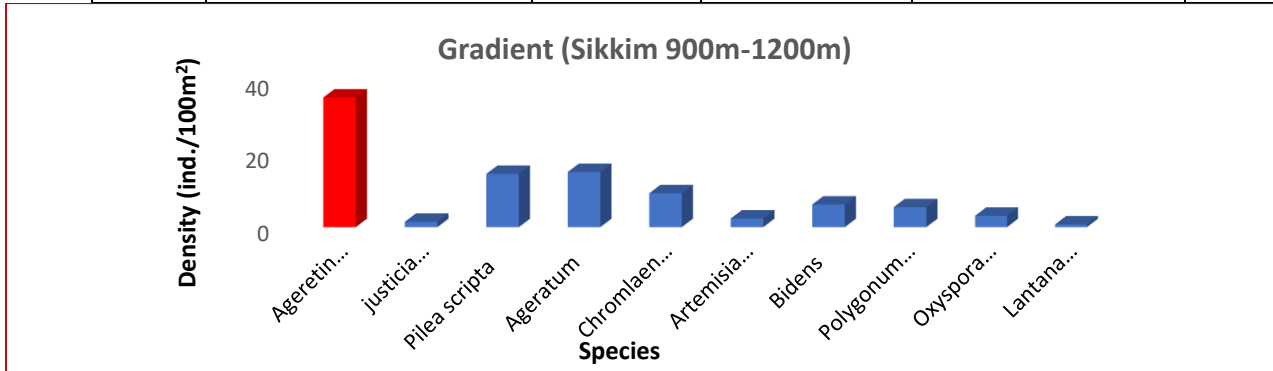 Gradient (Sikkim 900m-1200m)
Density (ind./100m²)
40
20
0
Ageretin...
justicia...
Pilea scripta
Ageratum
Chromlaen...
Artemisia...
Bidens
Polygonum...
Oxyspora...
Lantana...
Species